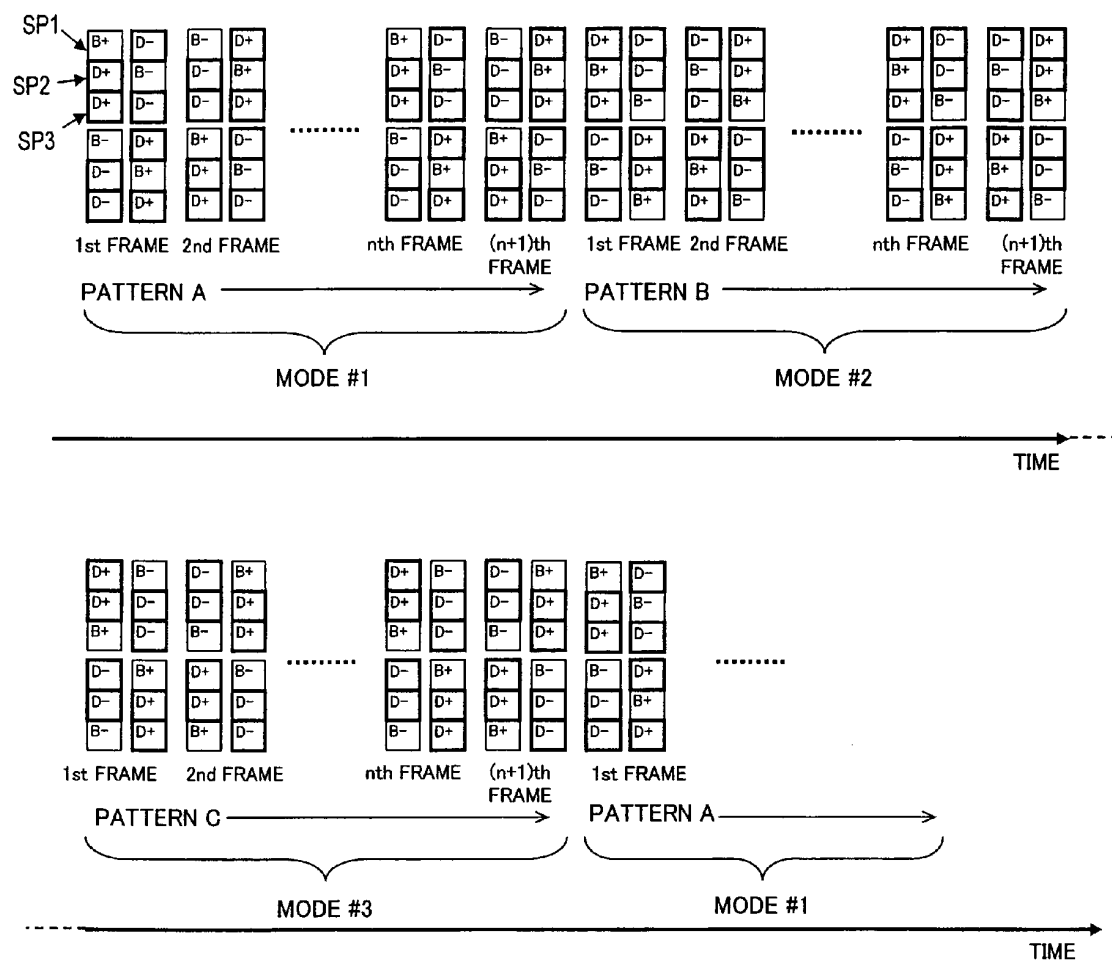 SP1
SP2
SP3
B+ D- B- D+ B+ D- B- D+ D+ D- D- D+ D+ D- D- D+
D+ B- D- B+ D+ B- D- B+ B+ D- B- D+ B+ D- B- D+
D+ D- D- D+ D+ D- D- D+ D+ B- D- B+ D+ B- D- B+
B- D+ B+ D- B- D+ B+ D- D- D+ D+ D- D- D+ D+ D-
D- B+ D+ B- D- B+ D+ B- B- D+ B+ D- B- D+ B+ D-
D- D+ D+ D- D- D+ D+ D- D- B+ D+ B- D- B+ D+ B-
1st FRAME 2nd FRAME nth FRAME (n+1)th FRAME 1st FRAME 2nd FRAME nth FRAME (n+1)th FRAME
PATTERN A PATTERN B
MODE #1 MODE #2
TIME
D+ B- D- B+ D+ B- D- B+ B+ D-
D+ D- D- D+ D+ D- D- D+ D+ B-
B+ D- B- D+ B+ D- B- D+ D+ D-
D- B+ D+ B- D- B+ D+ B- B- D+
D- D+ D+ D- D- D+ D+ D- D- B+
B- D+ B+ D- B- D+ B+ D- D- D+
1st FRAME 2nd FRAME nth FRAME (n+1)th FRAME 1st FRAME
PATTERN C PATTERN A
MODE #3 MODE #1
TIME